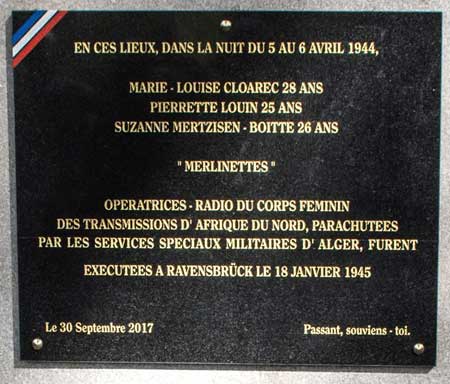 EN CES LIEUX, DANS LA NUIT DU 5 AU 6 AVRIL 1944,
MARIE - LOUISE CLOAREC 28 ANS
PIERRETTE LOUIN 25 ANS
SUZANNE MERTZISEN - BOITTE 26 ANS
" MERLINETTES "
OPERATRICES - RADIO DU CORPS FEMININ
DES TRANSMISSIONS D' AFRIQUE DU NORD, PARACHUTEES
PAR LES SERVICES SPECIAUX MILITAIRES D' ALGER, FURENT
EXECUTEES A RAVENSBRÜCK LE 18 JANVIER 1945
Le 30 Septembre 2017 Passant, souviens - toi.